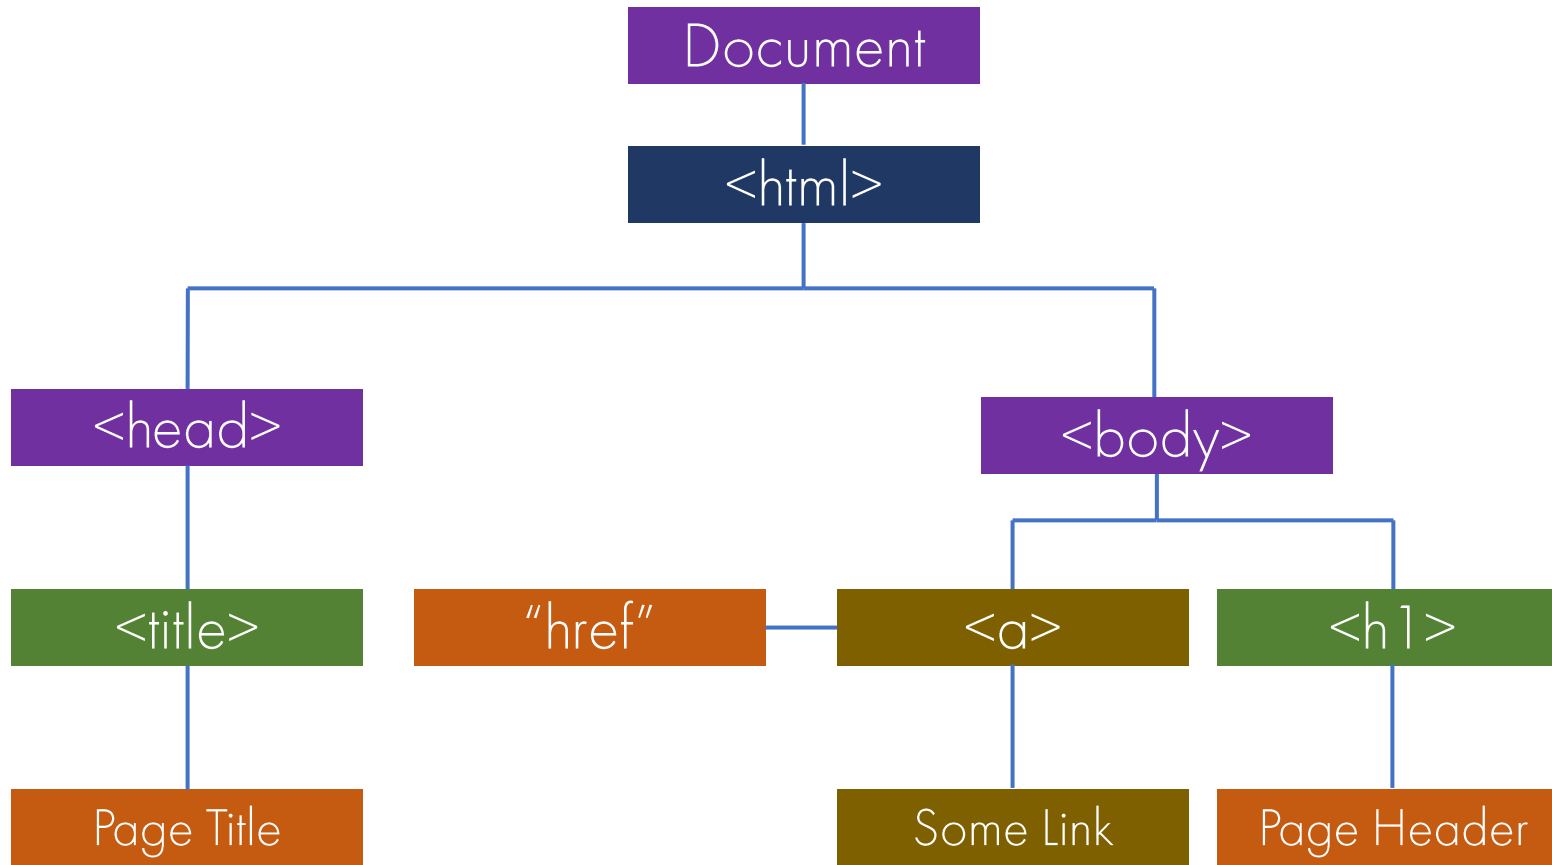 Document
<html>
<head>
<body>
<title>
“href”
<a>
<h1>
Page Title
Some Link
Page Header